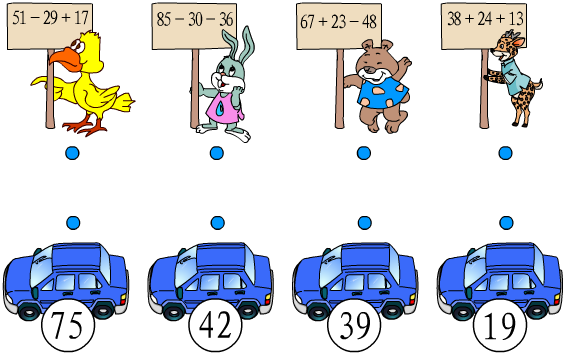 51 − 29 + 17
85 − 30 − 36
67 + 23 − 48
38 + 24 + 13
75
42
39
19